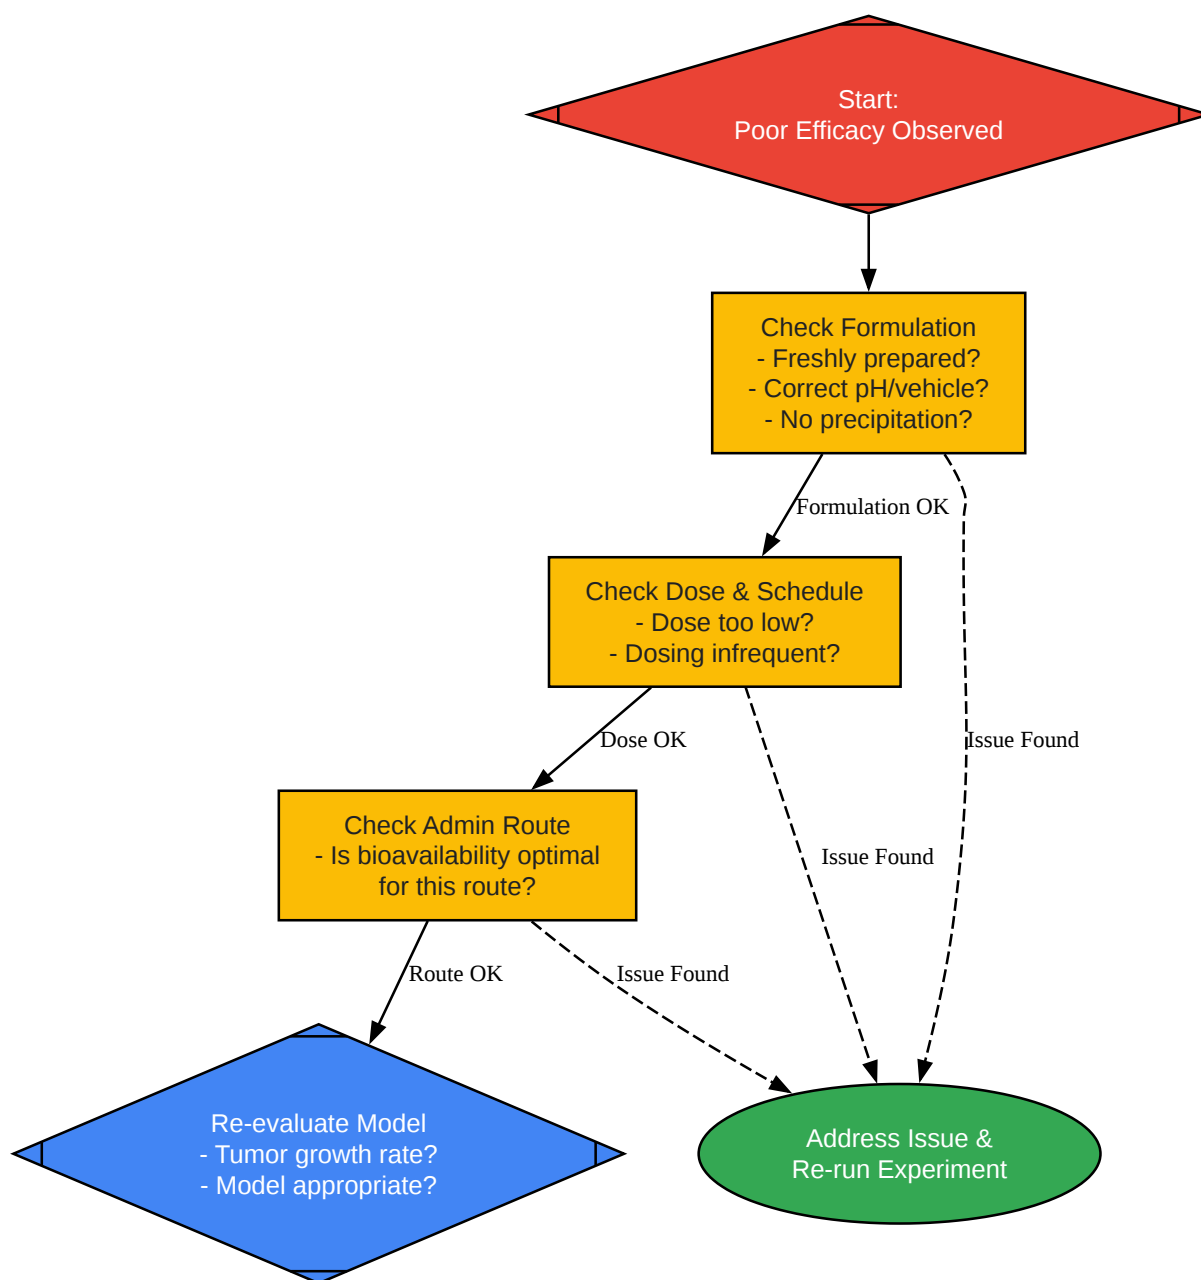 Start:
Poor Efficacy Observed
Check Formulation
- Freshly prepared?
- Correct pH/vehicle?
- No precipitation?
Formulation OK
Check Dose & Schedule
- Dose too low?
- Dosing infrequent?
Dose OK
Issue Found
Check Admin Route
- Is bioavailability optimal
for this route?
Issue Found
Route OK
Issue Found
Re-evaluate Model
- Tumor growth rate?
- Model appropriate?
Address Issue &
Re-run Experiment